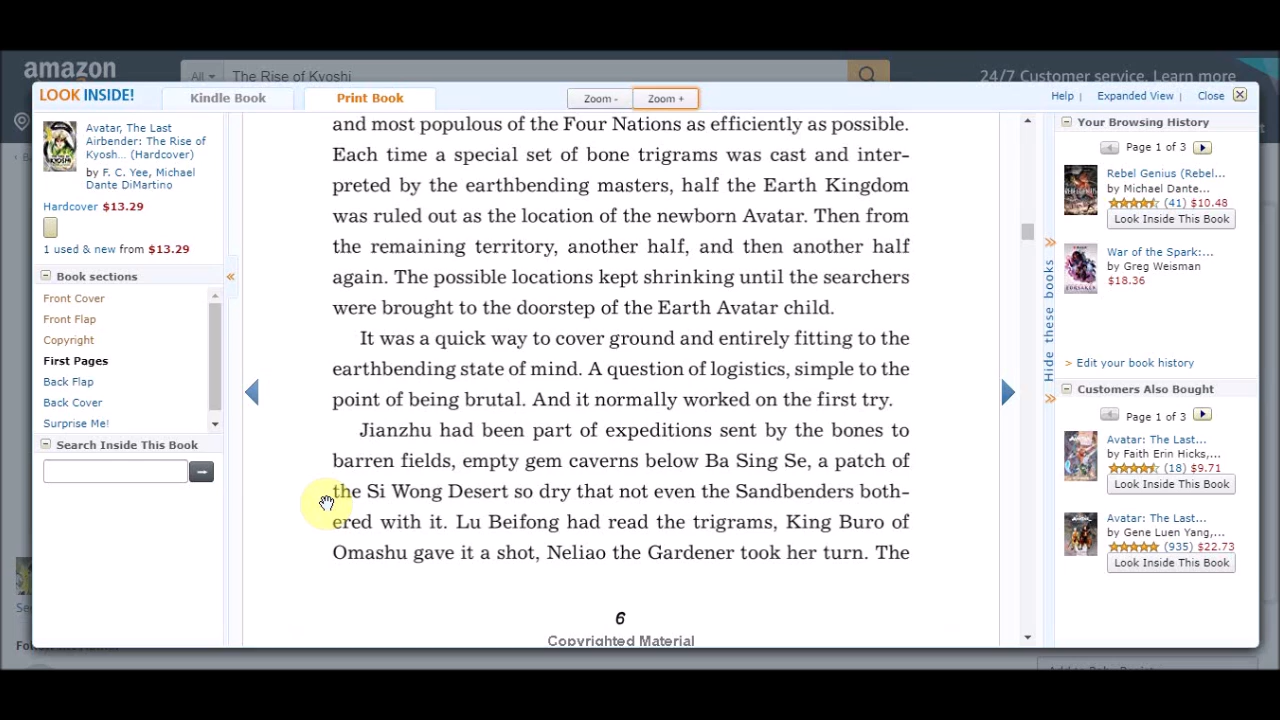 amazon
All
The Rise of Kyoshi
24/7 Customer service. Learn more
LOOK INSIDE!
Kindle Book
Print Book
Zoom -
Zoom +
Help |
Expanded View |
Close
Avatar, The Last
Airbender: The Rise of
Kyosh... (Hardcover)
by F. C. Yee, Michael
Dante DiMartino
Hardcover $13.29
1 used & new from $13.29
Book sections
Front Cover
Front Flap
Copyright
First Pages
Back Flap
Back Cover
Surprise Me!
Search Inside This Book
and most populous of the Four Nations as efficiently as possible.
Each time a special set of bone trigrams was cast and inter-
preted by the earthbending masters, half the Earth Kingdom
was ruled out as the location of the newborn Avatar. Then from
the remaining territory, another half, and then another half
again. The possible locations kept shrinking until the searchers
were brought to the doorstep of the Earth Avatar child.
It was a quick way to cover ground and entirely fitting to the
earthbending state of mind. A question of logistics, simple to the
point of being brutal. And it normally worked on the first try.
Jianzhu had been part of expeditions sent by the bones to
barren fields, empty gem caverns below Ba Sing Se, a patch of
the Si Wong Desert so dry that not even the Sandbenders both-
ered with it. Lu Beifong had read the trigrams, King Buro of
Omashu gave it a shot, Neliao the Gardener took her turn. The
6
Copyrighted Material
Hide these books
Your Browsing History
Page 1 of 3
Rebel Genius (Rebel...
by Michael Dante...
(41) $10.48
Look Inside This Book
War of the Spark:...
by Greg Weisman
$18.36
> Edit your book history
Customers Also Bought
Page 1 of 3
Avatar: The Last...
by Faith Erin Hicks,...
(18) $9.71
Look Inside This Book
Avatar: The Last...
by Gene Luen Yang,...
(935) $22.73
Look Inside This Book